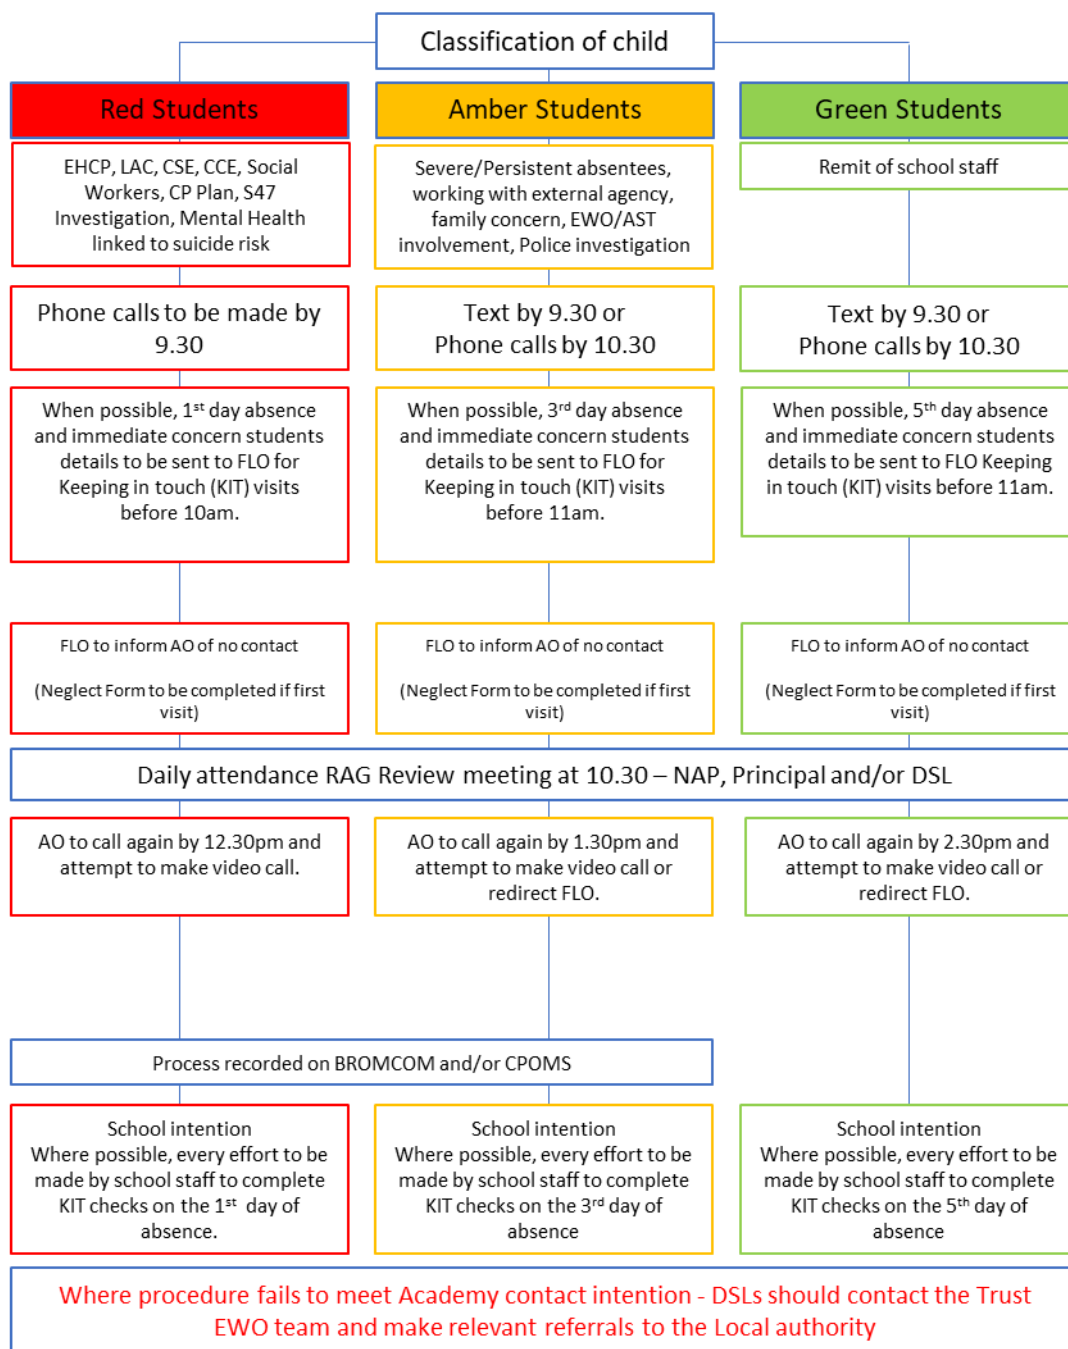 Classification of child
Red Students
Amber Students
Green Students
EHCP, LAC, CSE, CCE, Social
Workers, CP Plan, S47
Investigation, Mental Health
linked to suicide risk
Severe/Persistent absentees,
working with external agency,
family concern, EWO/AST
involvement, Police investigation
Remit of school staff
Phone calls to be made by
9.30
Text by 9.30 or
Phone calls by 10.30
Text by 9.30 or
Phone calls by 10.30
When possible, 1st day absence
and immediate concern students
details to be sent to FLO for
Keeping in touch (KIT) visits
before 10am.
When possible, 3rd day absence
and immediate concern students
details to be sent to FLO for
Keeping in touch (KIT) visits
before 11am.
When possible, 5th day absence
and immediate concern students
details to be sent to FLO Keeping
in touch (KIT) visits before 11am.
FLO to inform AO of no contact
(Neglect Form to be completed if first
visit)
FLO to inform AO of no contact
(Neglect Form to be completed if first
visit)
FLO to inform AO of no contact
(Neglect Form to be completed if first
visit)
Daily attendance RAG Review meeting at 10.30 – NAP, Principal and/or DSL
AO to call again by 12.30pm and
attempt to make video call.
AO to call again by 1.30pm and
attempt to make video call or
redirect FLO.
AO to call again by 2.30pm and
attempt to make video call or
redirect FLO.
Process recorded on BROMCOM and/or CPOMS
School intention
Where possible, every effort to be
made by school staff to complete
KIT checks on the 1st day of
absence.
School intention
Where possible, every effort to be
made by school staff to complete
KIT checks on the 3rd day of
absence
School intention
Where possible, every effort to be
made by school staff to complete
KIT checks on the 5th day of
absence
Where procedure fails to meet Academy contact intention - DSLs should contact the Trust
EWO team and make relevant referrals to the Local authority